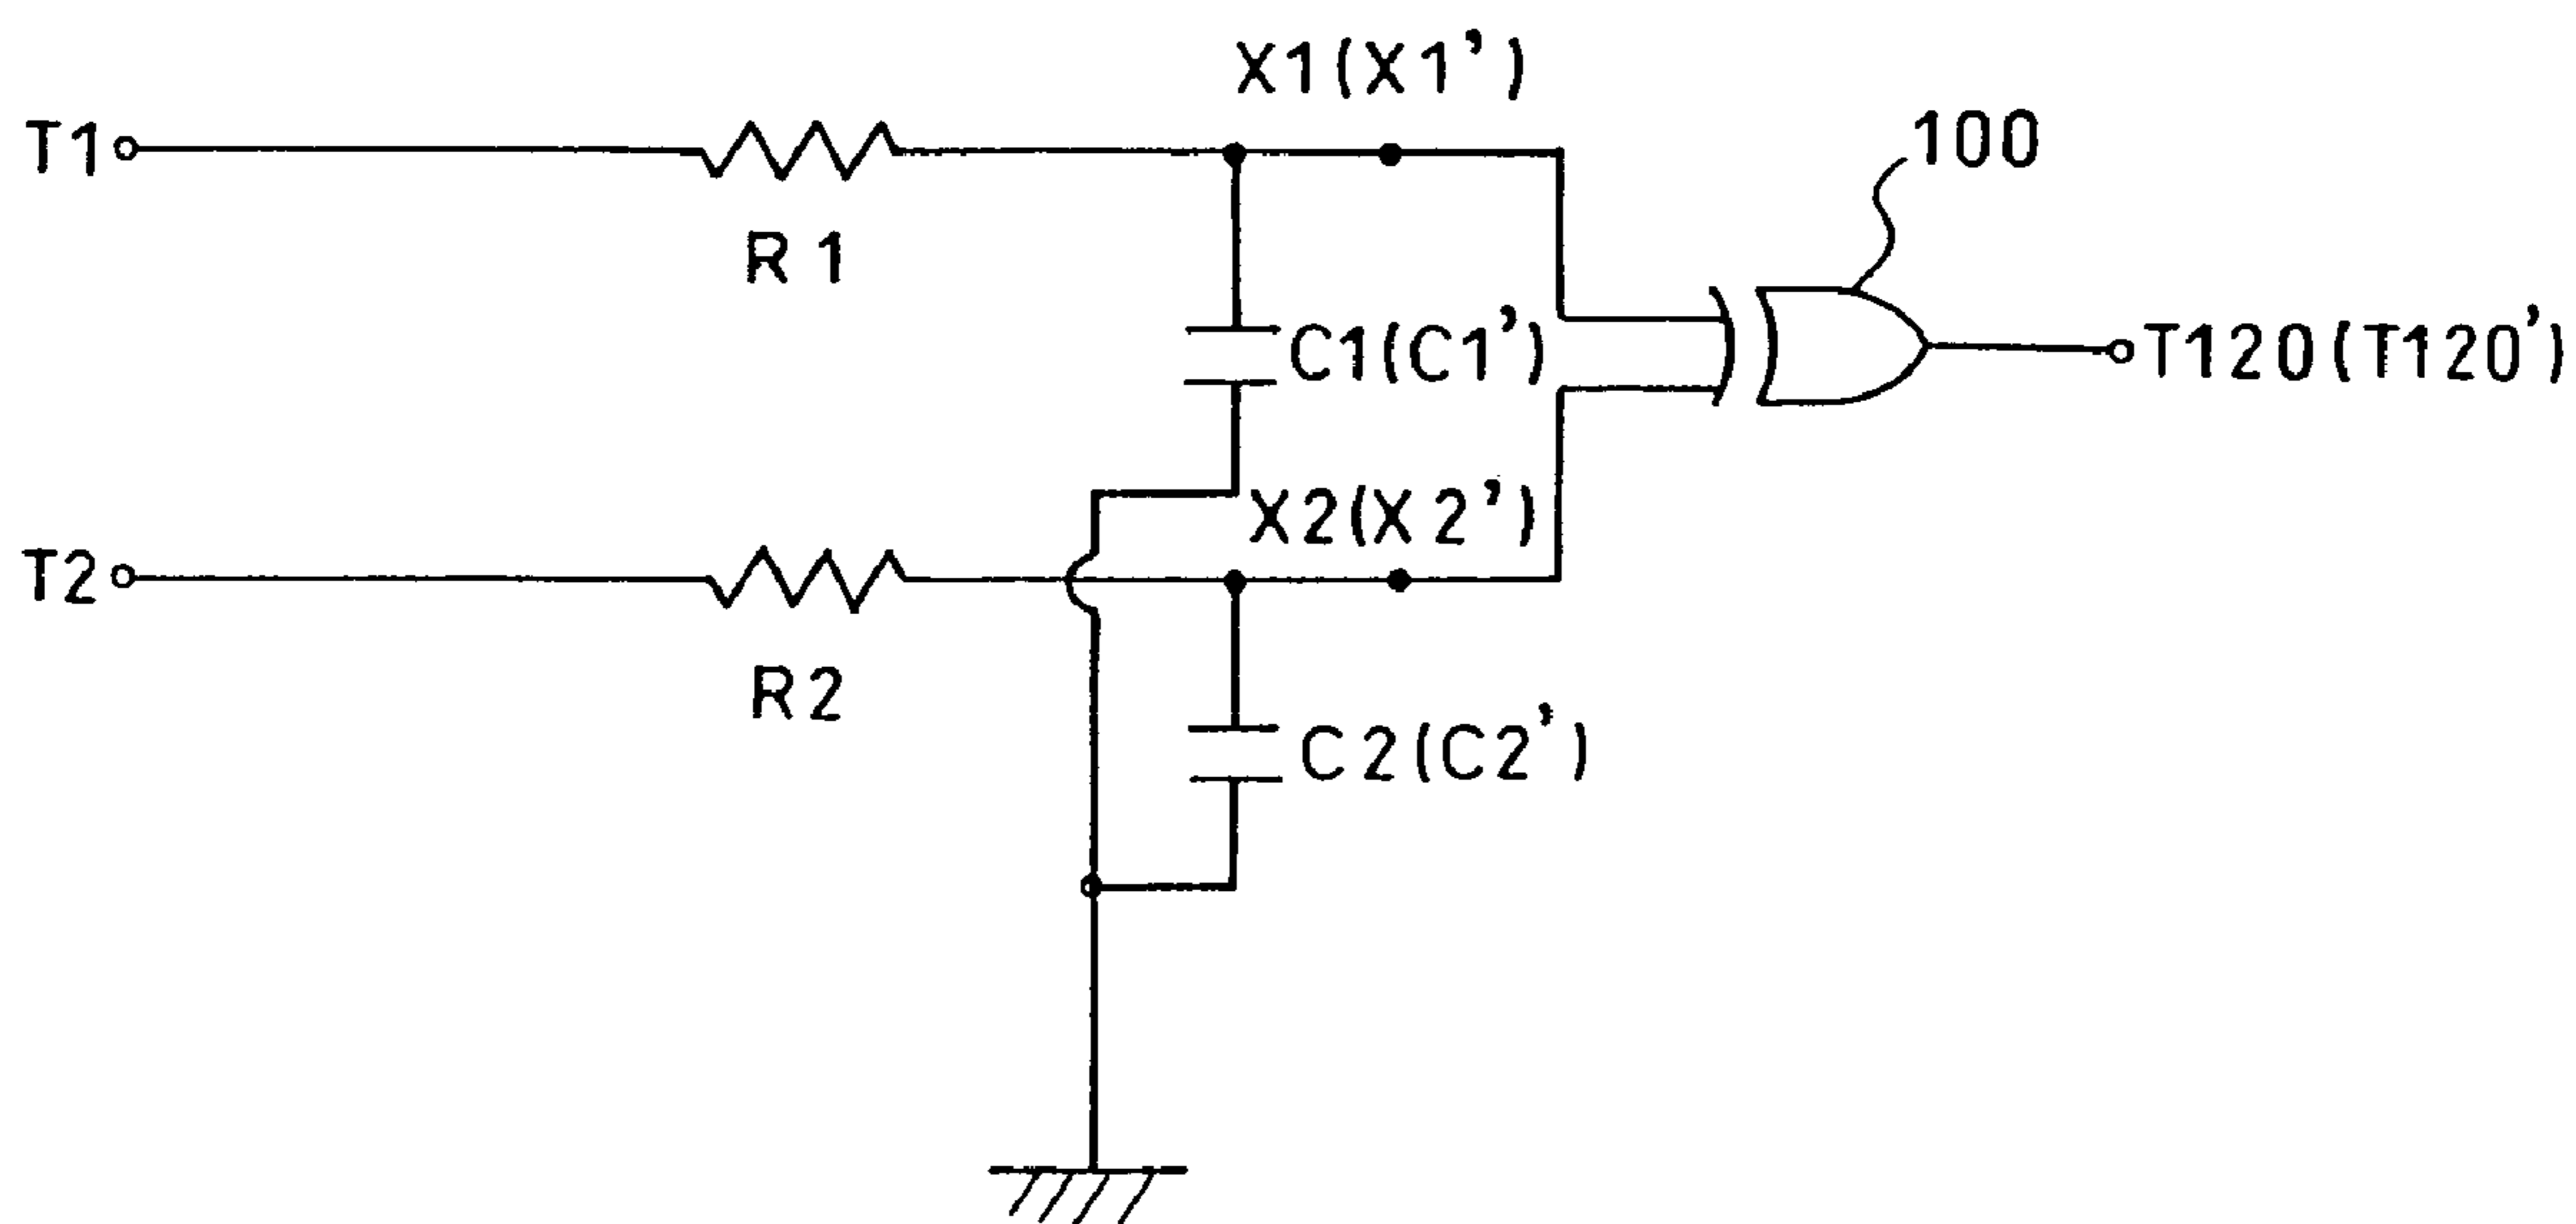 X1(X1')
T1
100
R1
C1(C1')
T120(T120')
X2(X2')
T2
R2
C2(C2')